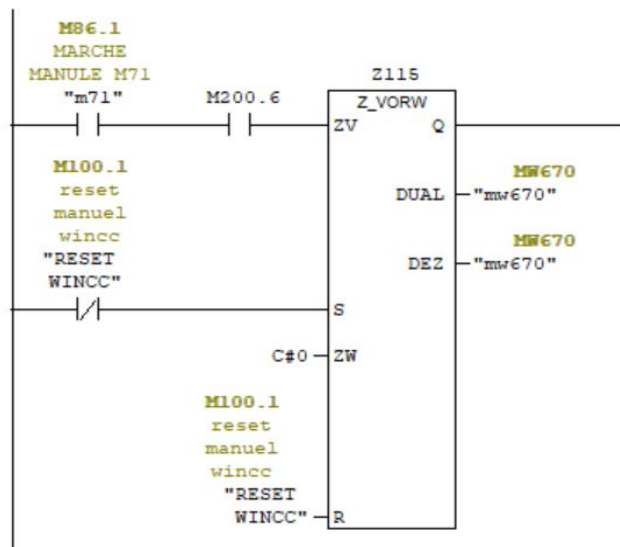 M86.1
MARCHE
MANULE M71
"m71"
M200.6
Z115
Z_VORW
ZV
Q
M100.1
reset
manuel
wincc
"RESET
WINCC"
S
DUAL
MW670
"mw670"
DEZ
MW670
"mw670"
C#0
ZW
M100.1
reset
manuel
wincc
"RESET
WINCC"
R